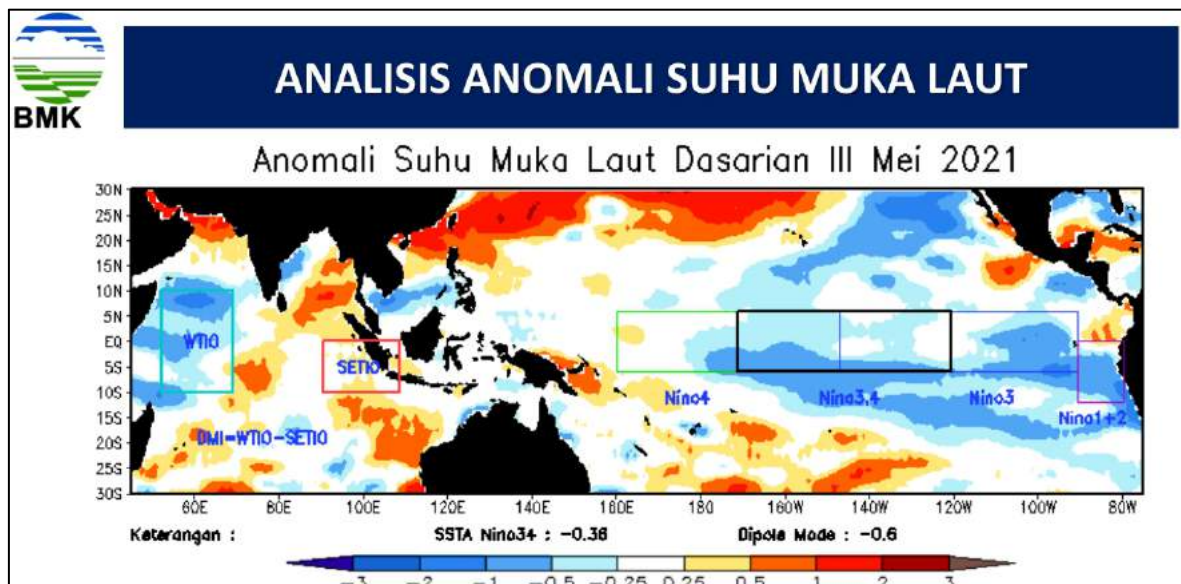 BMK
ANALISIS ANOMALI SUHU MUKA LAUT
Anomali Suhu Muka Laut Dasarian III Mei 2021
30N
25N
20N
15N
10N
5N
EQ
5S
10S
15S
20S
25S
30S
WTIO
SETIO
DMI=WTIO-SETIO
Nino4
Nino3,4
Nino3
Nino1+2
60E 80E 100E 120E 140E 160E 180 160W 140W 120W 100W 80W
Keterangan : SSTA Nino34 : -0.38 Dipole Mode : -0.6
-3 -2 -1 -0.5 -0.25 0.25 0.5 1 2 3